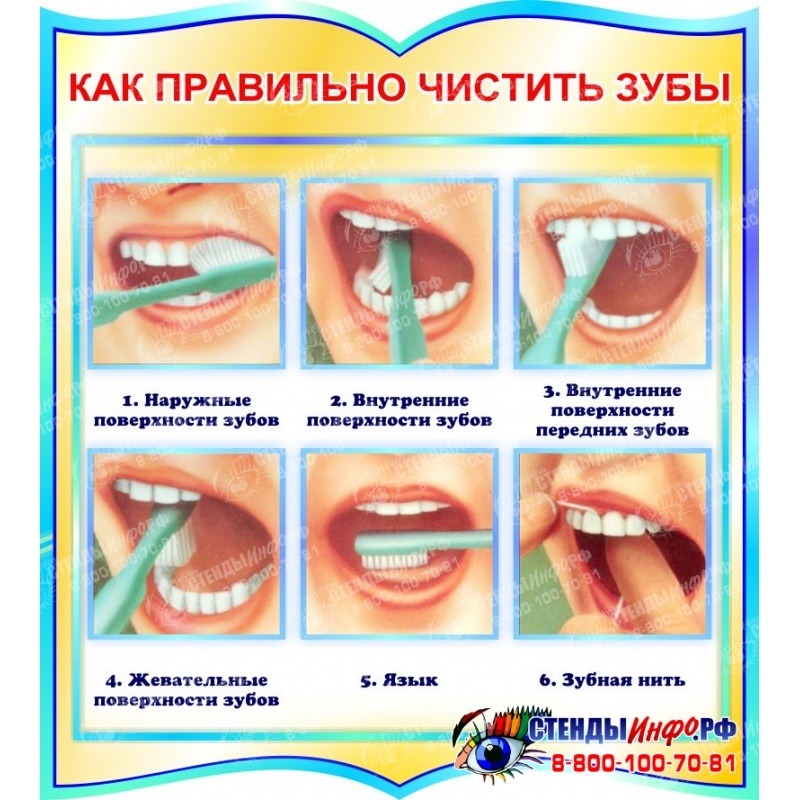 КАК ПРАВИЛЬНО ЧИСТИТЬ ЗУБЫ
1. Наружные
поверхности зубов
2. Внутренние
поверхности зубов
3. Внутренние
поверхности
передних зубов
4. Жевательные
поверхности зубов
5. Язык
6. Зубная нить
СТЕНДЫИНФО.РФ
8-800-100-70-81